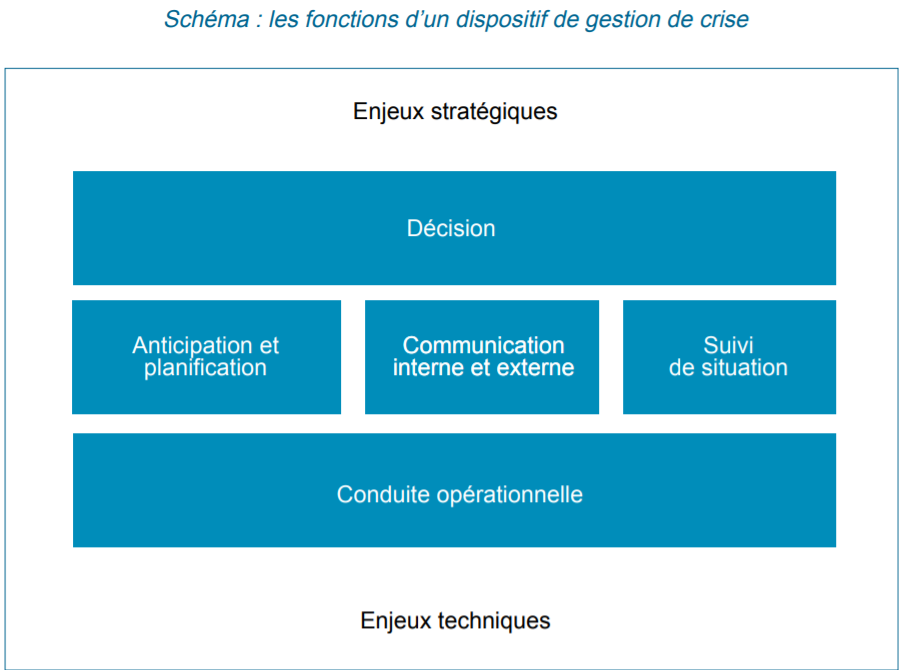 Schéma : les fonctions d’un dispositif de gestion de crise
Enjeux stratégiques
Décision
Anticipation et
planification
Communication
interne et externe
Suivi
de situation
Conduite opérationnelle
Enjeux techniques